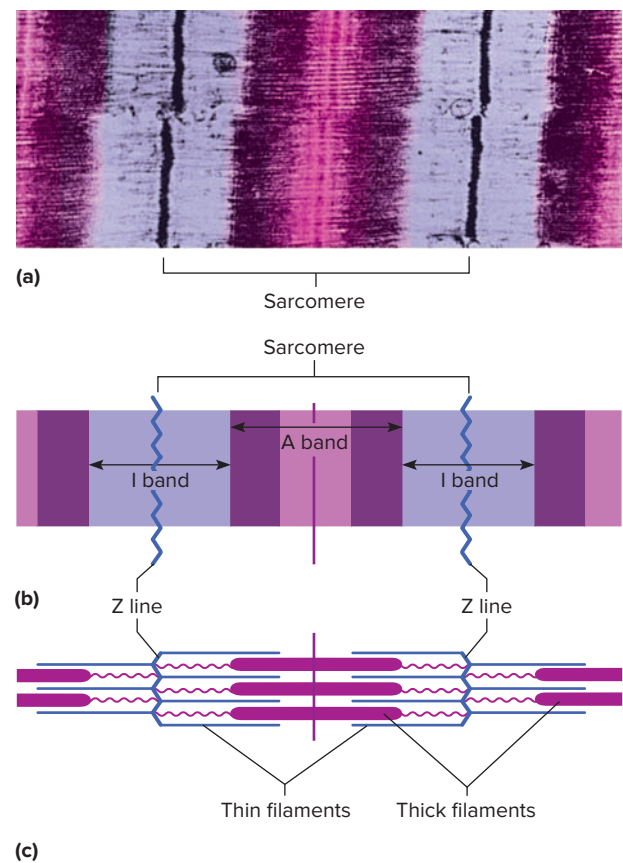 (a)
Sarcomere
Sarcomere
A band
I band
I band
(b)
Z line
Z line
Thin filaments
Thick filaments
(c)